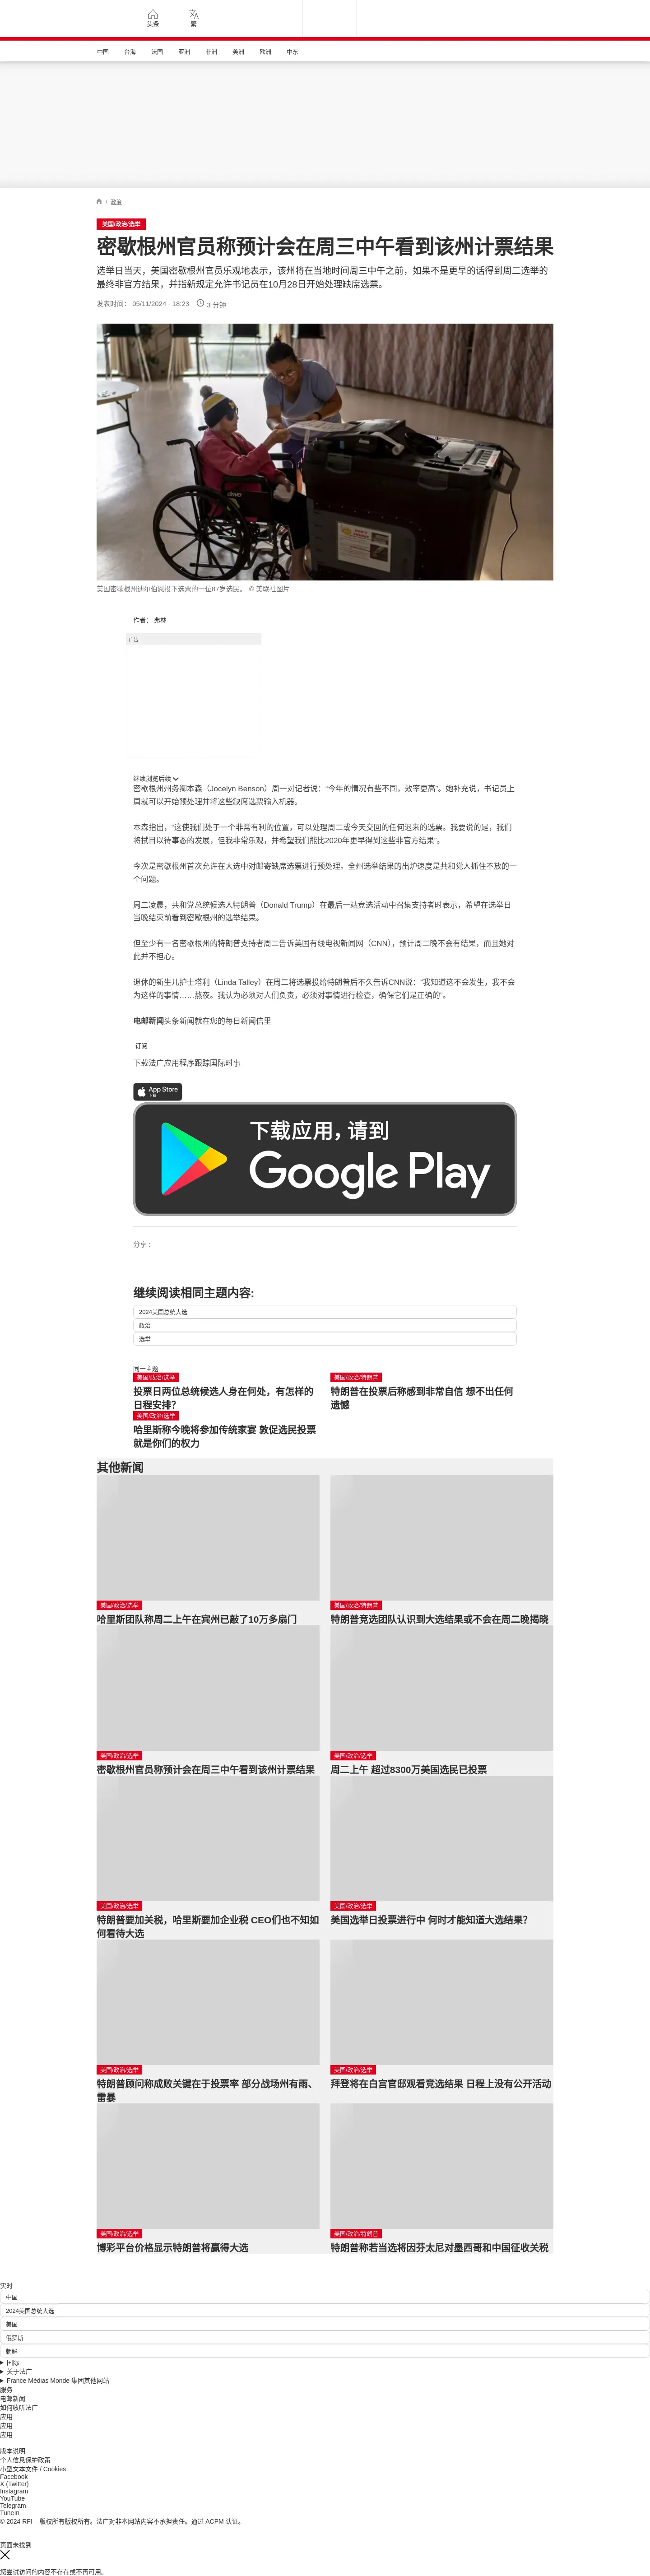 头条
繁
中国 台海 法国 亚洲 非洲 美洲 欧洲 中东
/ 政治
美国/政治/选举
密歇根州官员称预计会在周三中午看到该州计票结果
选举日当天，美国密歇根州官员乐观地表示，该州将在当地时间周三中午之前，如果不是更早的话得到周二选举的
最终非官方结果，并指新规定允许书记员在10月28日开始处理缺席选票。
发表时间： 05/11/2024 - 18:23 3 分钟
美国密歇根州迪尔伯恩投下选票的一位87岁选民。 © 美联社图片
作者： 弗林
广告
继续浏览后续
密歇根州州务卿本森（Jocelyn Benson）周一对记者说：“今年的情况有些不同，效率更高”。她补充说，书记员上
周就可以开始预处理并将这些缺席选票输入机器。
本森指出，“这使我们处于一个非常有利的位置，可以处理周二或今天交回的任何迟来的选票。我要说的是，我们
将拭目以待事态的发展，但我非常乐观，并希望我们能比2020年更早得到这些非官方结果”。
今次是密歇根州首次允许在大选中对邮寄缺席选票进行预处理。全州选举结果的出炉速度是共和党人抓住不放的一
个问题。
周二凌晨，共和党总统候选人特朗普（Donald Trump）在最后一站竞选活动中召集支持者时表示，希望在选举日
当晚结束前看到密歇根州的选举结果。
但至少有一名密歇根州的特朗普支持者周二告诉美国有线电视新闻网（CNN），预计周二晚不会有结果，而且她对
此并不担心。
退休的新生儿护士塔利（Linda Talley）在周二将选票投给特朗普后不久告诉CNN说：“我知道这不会发生，我不会
为这样的事情……熬夜。我认为必须对人们负责，必须对事情进行检查，确保它们是正确的”。
电邮新闻头条新闻就在您的每日新闻信里
订阅
下载法广应用程序跟踪国际时事
App Store
下载
下载应用，请到
Google Play
分享 :
继续阅读相同主题内容:
2024美国总统大选
政治
选举
同一主题
美国/政治/选举
投票日两位总统候选人身在何处，有怎样的
日程安排？
美国/政治/特朗普
特朗普在投票后称感到非常自信 想不出任何
遗憾
美国/政治/选举
哈里斯称今晚将参加传统家宴 敦促选民投票
就是你们的权力
其他新闻
美国/政治/选举
哈里斯团队称周二上午在宾州已敲了10万多扇门
美国/政治/特朗普
特朗普竞选团队认识到大选结果或不会在周二晚揭晓
美国/政治/选举
密歇根州官员称预计会在周三中午看到该州计票结果
美国/政治/选举
周二上午 超过8300万美国选民已投票
美国/政治/选举
特朗普要加关税，哈里斯要加企业税 CEO们也不知如
何看待大选
美国/政治/选举
美国选举日投票进行中 何时才能知道大选结果？
美国/政治/选举
特朗普顾问称成败关键在于投票率 部分战场州有雨、
雷暴
美国/政治/选举
拜登将在白宫官邸观看竞选结果 日程上没有公开活动
美国/政治/选举
博彩平台价格显示特朗普将赢得大选
美国/政治/特朗普
特朗普称若当选将因芬太尼对墨西哥和中国征收关税
实时
中国
2024美国总统大选
美国
俄罗斯
朝鲜
国际
关于法广
France Médias Monde 集团其他网站
服务
电邮新闻
如何收听法广
应用
应用
应用
版本说明
个人信息保护政策
小型文本文件 / Cookies
Facebook
X (Twitter)
Instagram
YouTube
Telegram
TuneIn
© 2024 RFI – 版权所有版权所有。法广对非本网站内容不承担责任。通过 ACPM 认证。
页面未找到
您尝试访问的内容不存在或不再可用。